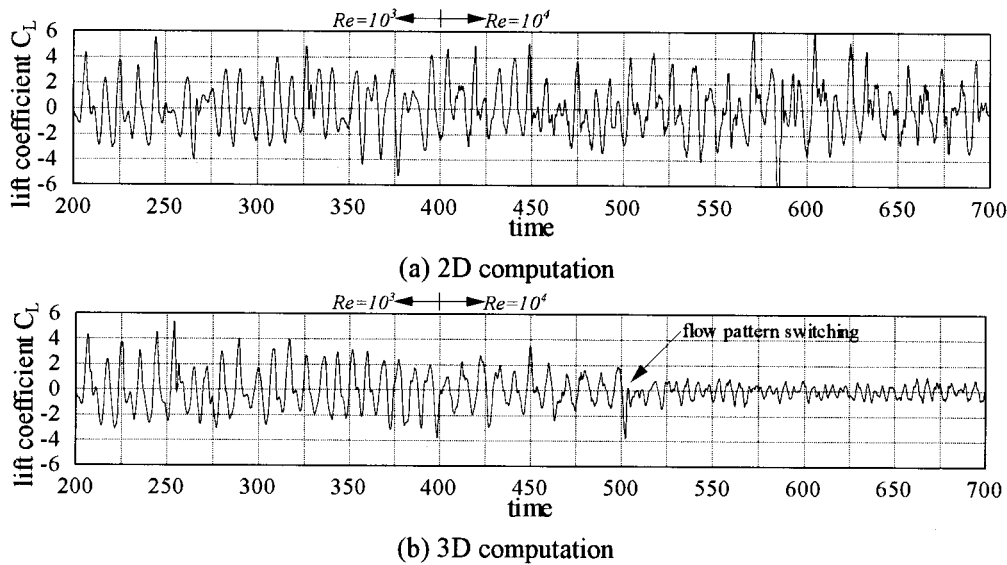 Re=10³ Re=10⁴
lift coefficient C_L
6
4
2
0
-2
-4
-6
200 250 300 350 400 450 500 550 600 650 700
time
(a) 2D computation
Re=10³ Re=10⁴
lift coefficient C_L
6
4
2
0
-2
-4
-6
flow pattern switching
200 250 300 350 400 450 500 550 600 650 700
time
(b) 3D computation